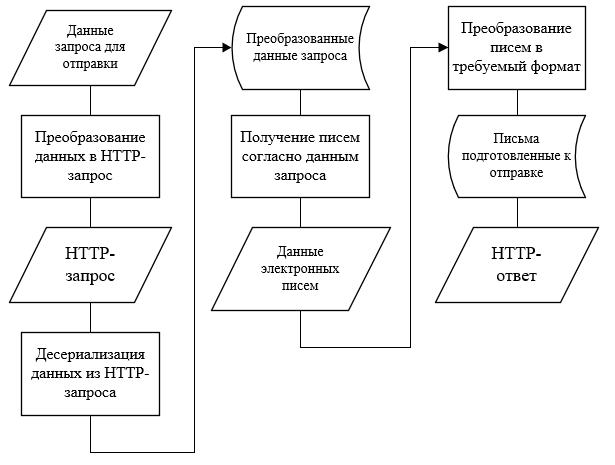 Данные
запроса для
отправки
Преобразование
данных в HTTP-
запрос
HTTP-
запрос
Десериализация
данных из HTTP-
запроса
Преобразованные
данные запроса
Получение писем
согласно данным
запроса
Данные
электронных
писем
Преобразование
писем в
требуемый формат
Письма
подготовленные к
отправке
HTTP-
ответ